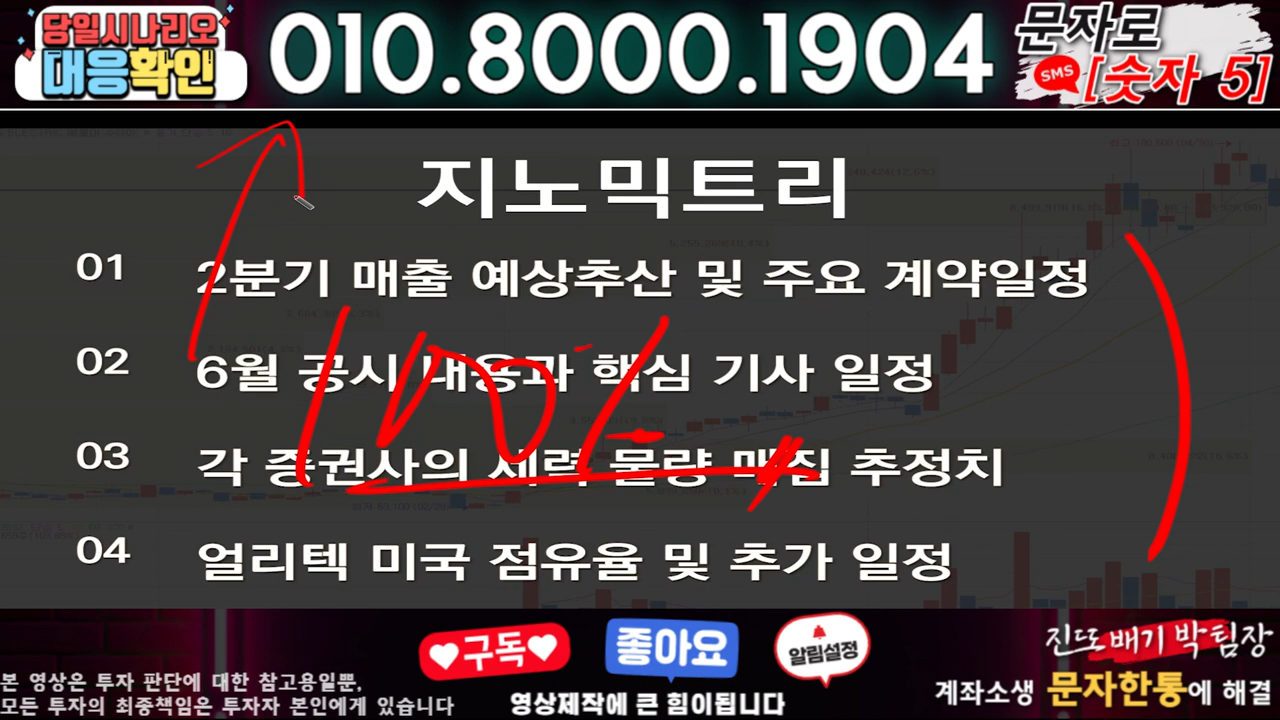 당일시나리오
대응확인
010.8000.1904
문자로
SMS
[숫자 5]
지노믹트리
01 2분기 매출 예상추산 및 주요 계약일정
02 6월 공시 내용과 핵심 기사 일정
03 각 증권사의 세력 물량 매집 추정치
04 얼리텍 미국 점유율 및 추가 일정
100%
구독
좋아요
알림설정
영상제작에 큰 힘이됩니다
본 영상은 투자 판단에 대한 참고용일뿐,
모든 투자의 최종책임은 투자자 본인에게 있습니다
진또배기 박팀장
계좌소생 문자한통에 해결